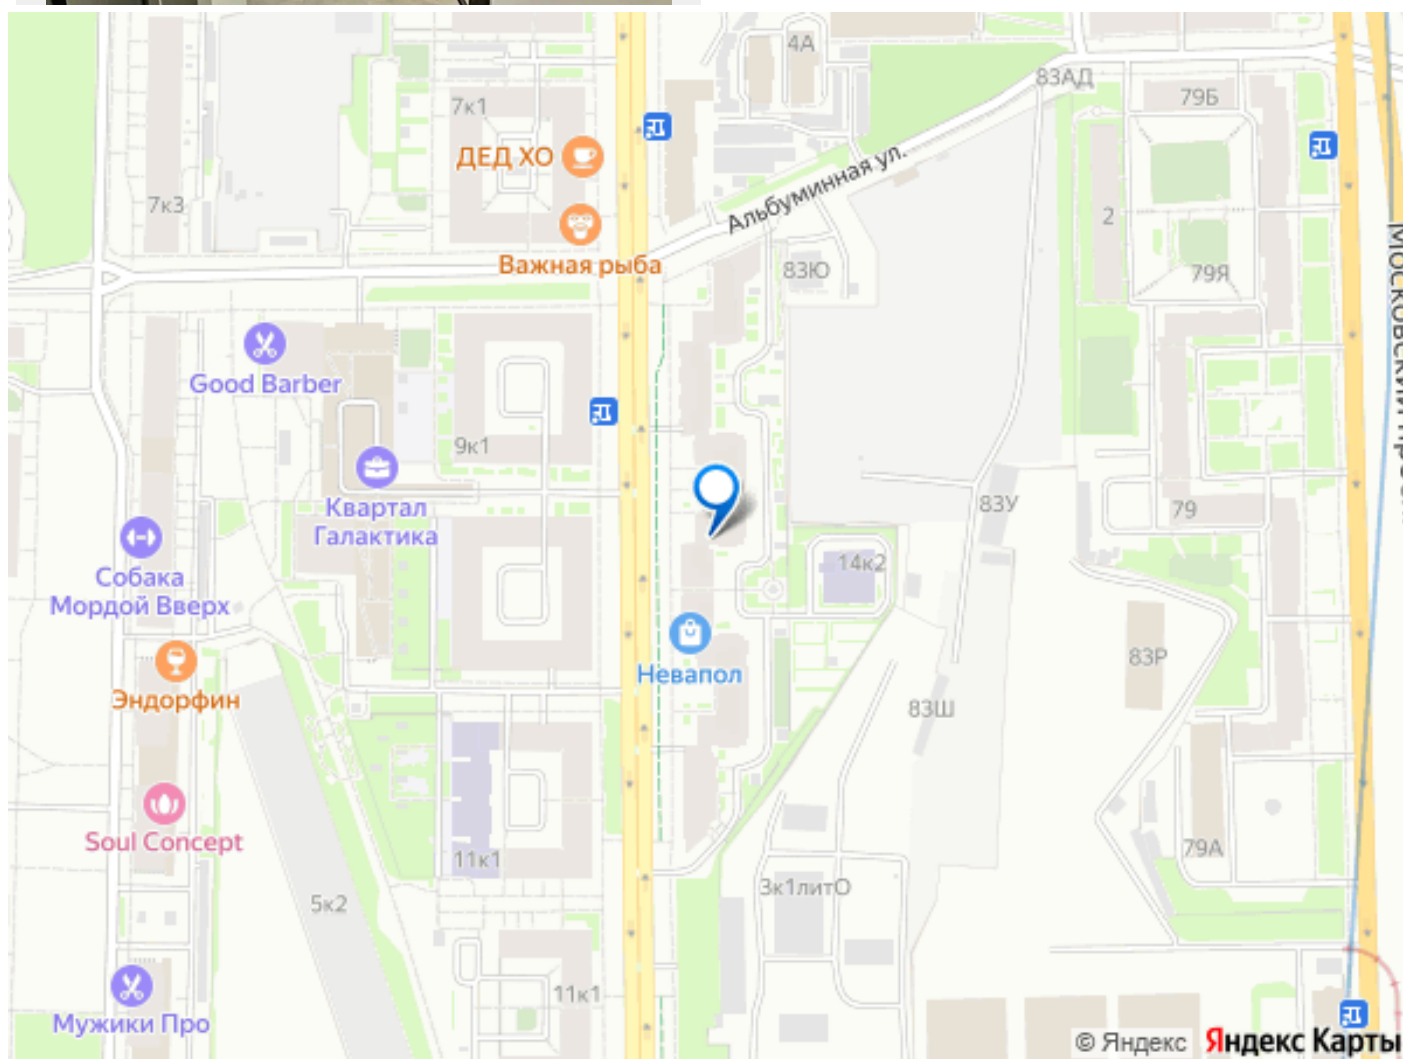 4А
83АД
79Б
7к1
ДЕД ХО
Альбуминная ул.
7к3
2
Важная рыба
83Ю
79Я
Good Barber
9к1
Квартал
Галактика
83У
79
14к2
Собака
Мордой Вверх
Невапол
83Р
Эндорфин
83Ш
Soul Concept
11к1
79А
5к2
3к1литО
11к1
Мужики Про
© Яндекс
Яндекс Карты